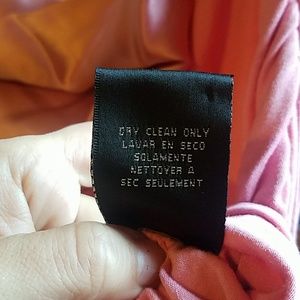 DRY CLEAN ONLY
LAVAR EN SECO
SOLAMENTE
NETTOYER A
SEC SEULEMENT